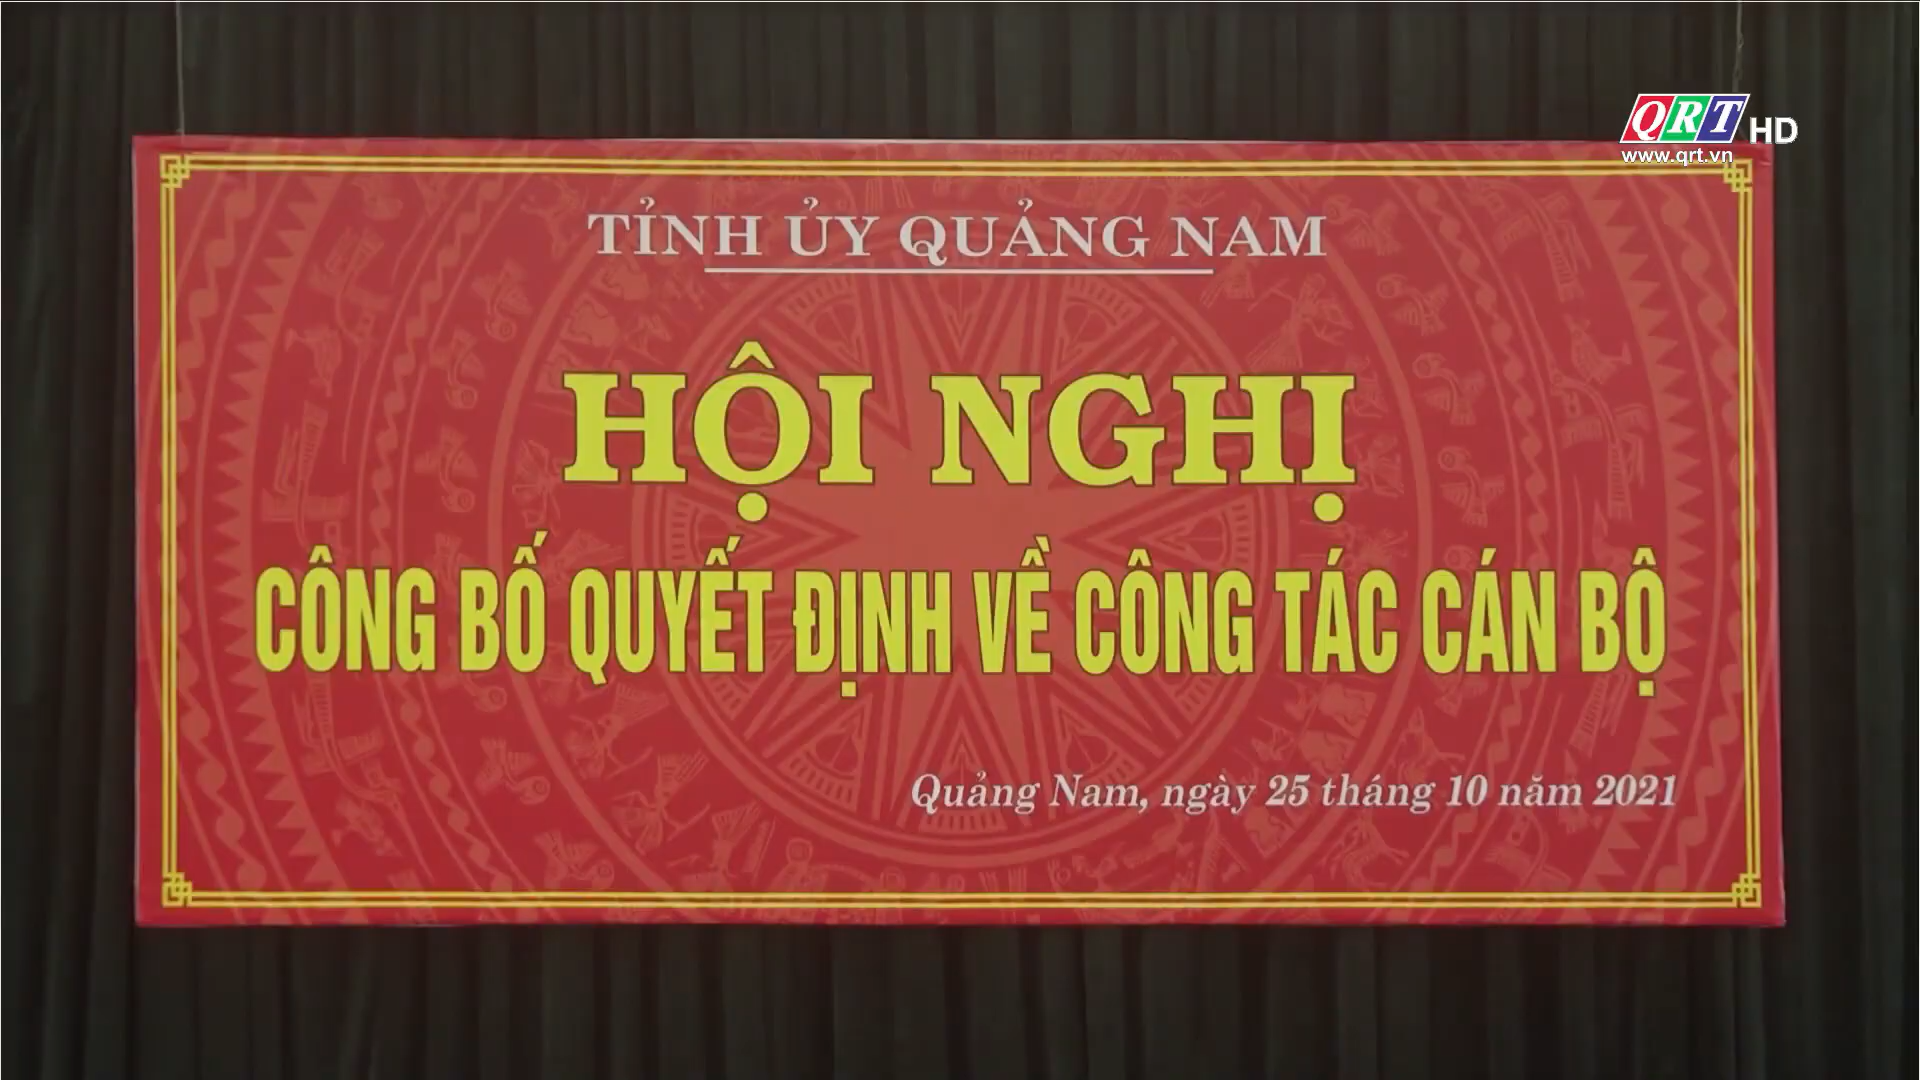 QRT HD
www.qrt.vn
TỈNH ỦY QUẢNG NAM
HỘI NGHỊ
CÔNG BỐ QUYẾT ĐỊNH VỀ CÔNG TÁC CÁN BỘ
Quảng Nam, ngày 25 tháng 10 năm 2021